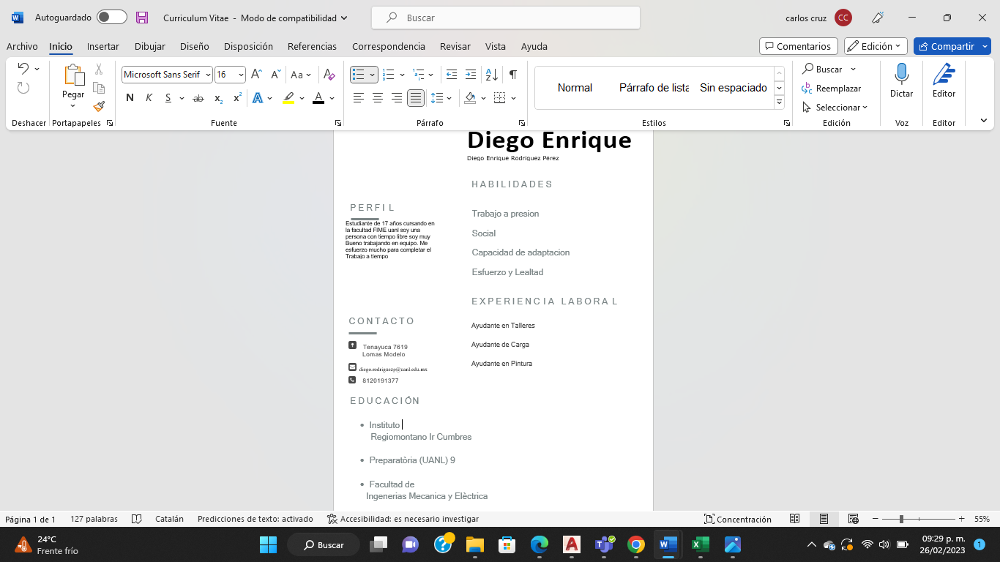 Autoguardado
Curriculum Vitae - Modo de compatibilidad
Buscar
carlos cruz
CC
Archivo Inicio Insertar Dibujar Diseño Disposición Referencias Correspondencia Revisar Vista Ayuda
Comentarios
Edición
Compartir
Pegar
Microsoft Sans Serif
16
Aa
N K S ab x₂ x²
Normal
Párrafo de lista
Sin espaciado
Buscar
Reemplazar
Seleccionar
Dictar
Editor
Deshacer
Portapapeles
Fuente
Párrafo
Estilos
Edición
Voz
Editor
Diego Enrique
Diego Enrique Rodríguez Pérez
HABILIDADES
Trabajo a presion
Social
Capacidad de adaptacion
Esfuerzo y Lealtad
EXPERIENCIA LABORAL
Ayudante en Talleres
Ayudante de Carga
Ayudante en Pintura
PERFIL
Estudiante de 17 años cursando en
la facultad FIME uanl soy una
persona con tiempo libre soy muy
Bueno trabajando en equipo. Me
esfuerzo mucho para completar el
Trabajo a tiempo
CONTACTO
Tenayuca 7619
Lomas Modelo
diego.rodriguezp@uanl.edu.mx
8120191377
EDUCACIÓN
Instituto
Regiomontano Ir Cumbres
Preparatòria (UANL) 9
Facultad de
Ingenerias Mecanica y Elèctrica
Página 1 de 1
127 palabras
Catalán
Predicciones de texto: activado
Accesibilidad: es necesario investigar
Concentración
55%
24°C
Frente frío
Buscar
09:29 p. m.
26/02/2023
1